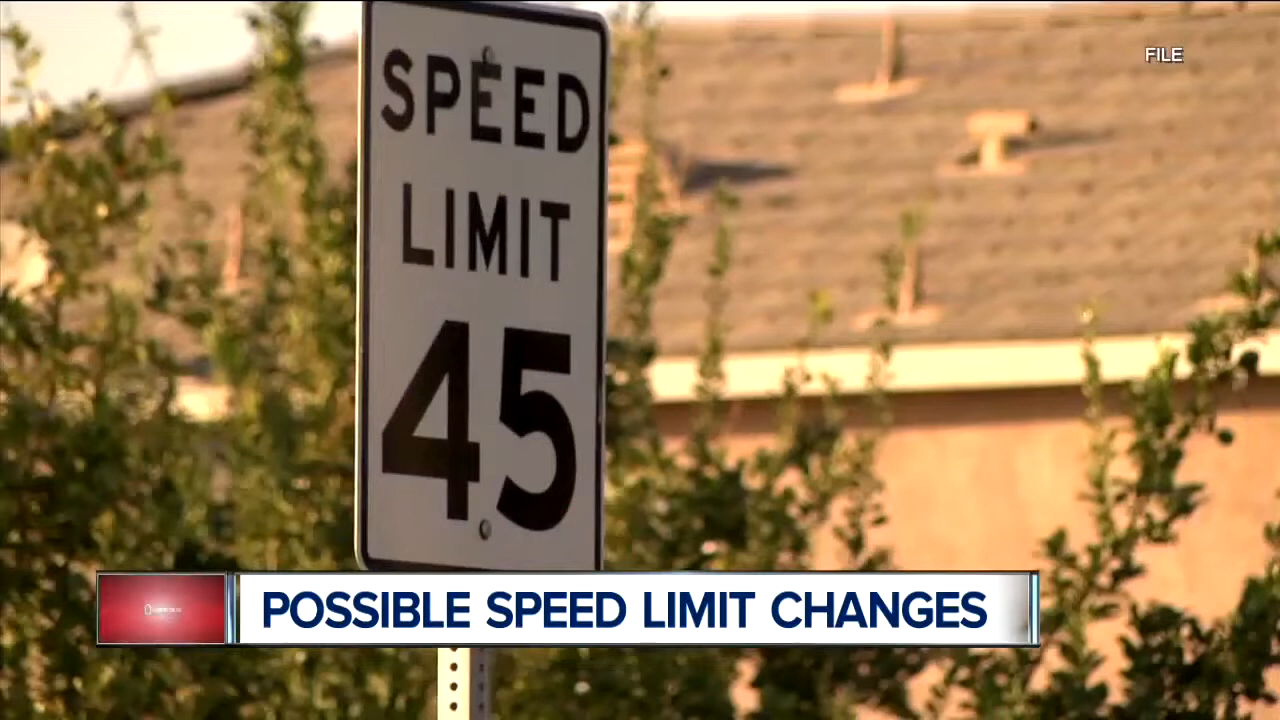 FILE
SPEED
LIMIT
45
POSSIBLE SPEED LIMIT CHANGES